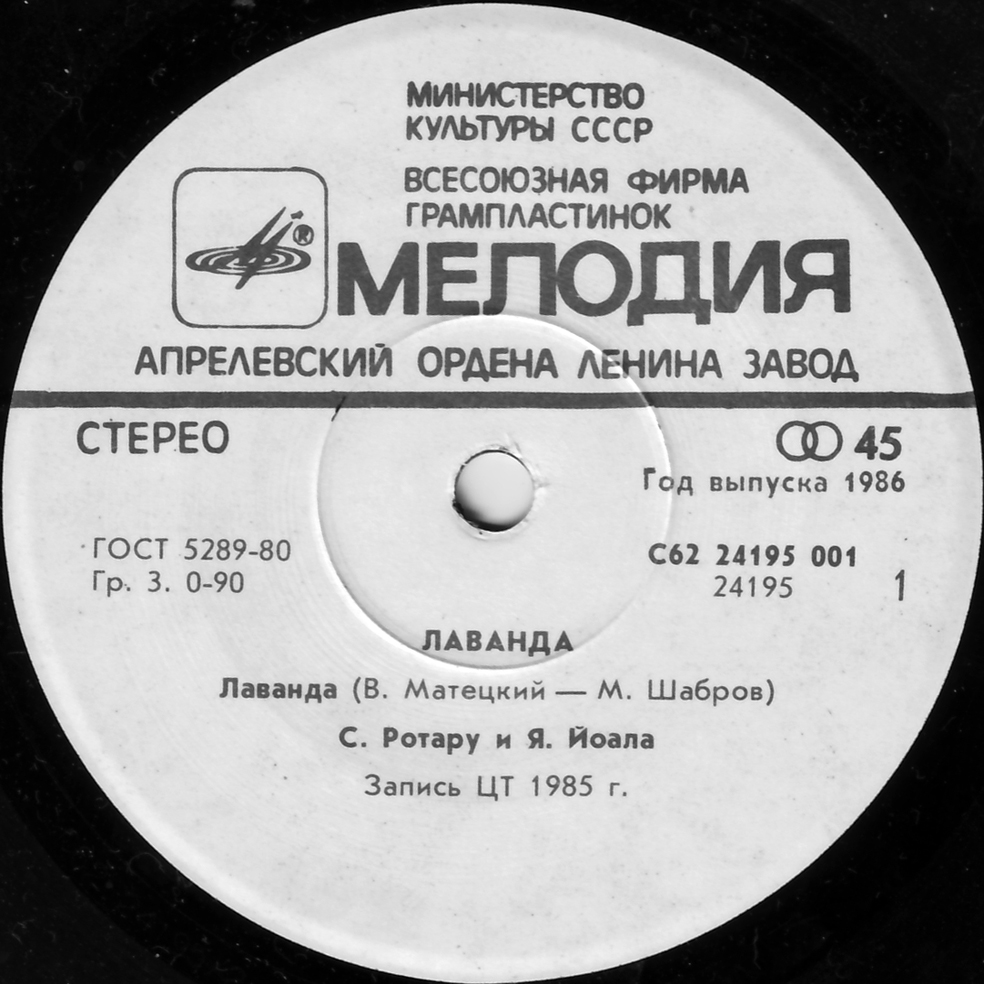 МИНИСТЕРСТВО
КУЛЬТУРЫ СССР
ВСЕСОЮЗНАЯ ФИРМА
ГРАМПЛАСТИНОК
®
МЕЛОДИЯ
АПРЕЛЕВСКИЙ ОРДЕНА ЛЕНИНА ЗАВОД
СТЕРЕО
45
Год выпуска 1986
ГОСТ 5289-80
Гр. 3. 0-90
С62 24195 001
24195
1
ЛАВАНДА
Лаванда (В. Матецкий — М. Шабров)
С. Ротару и Я. Йоала
Запись ЦТ 1985 г.